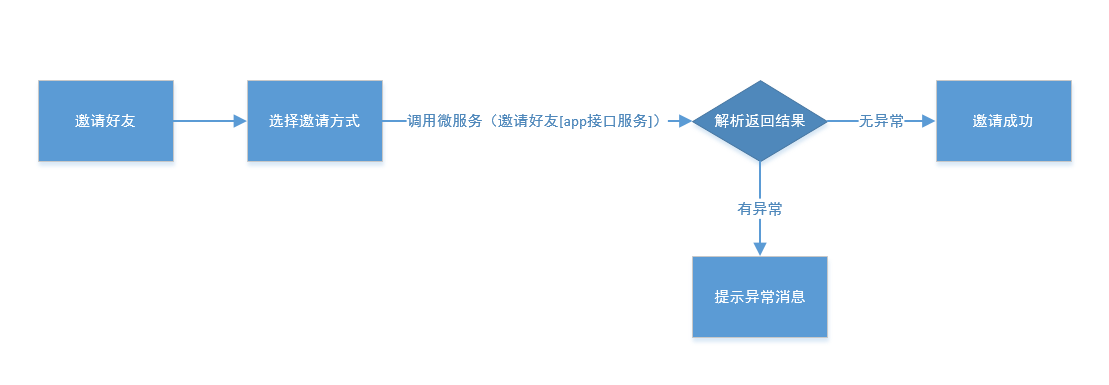 邀请好友
选择邀请方式
调用微服务（邀请好友[app接口服务]）
解析返回结果
无异常
邀请成功
有异常
提示异常消息